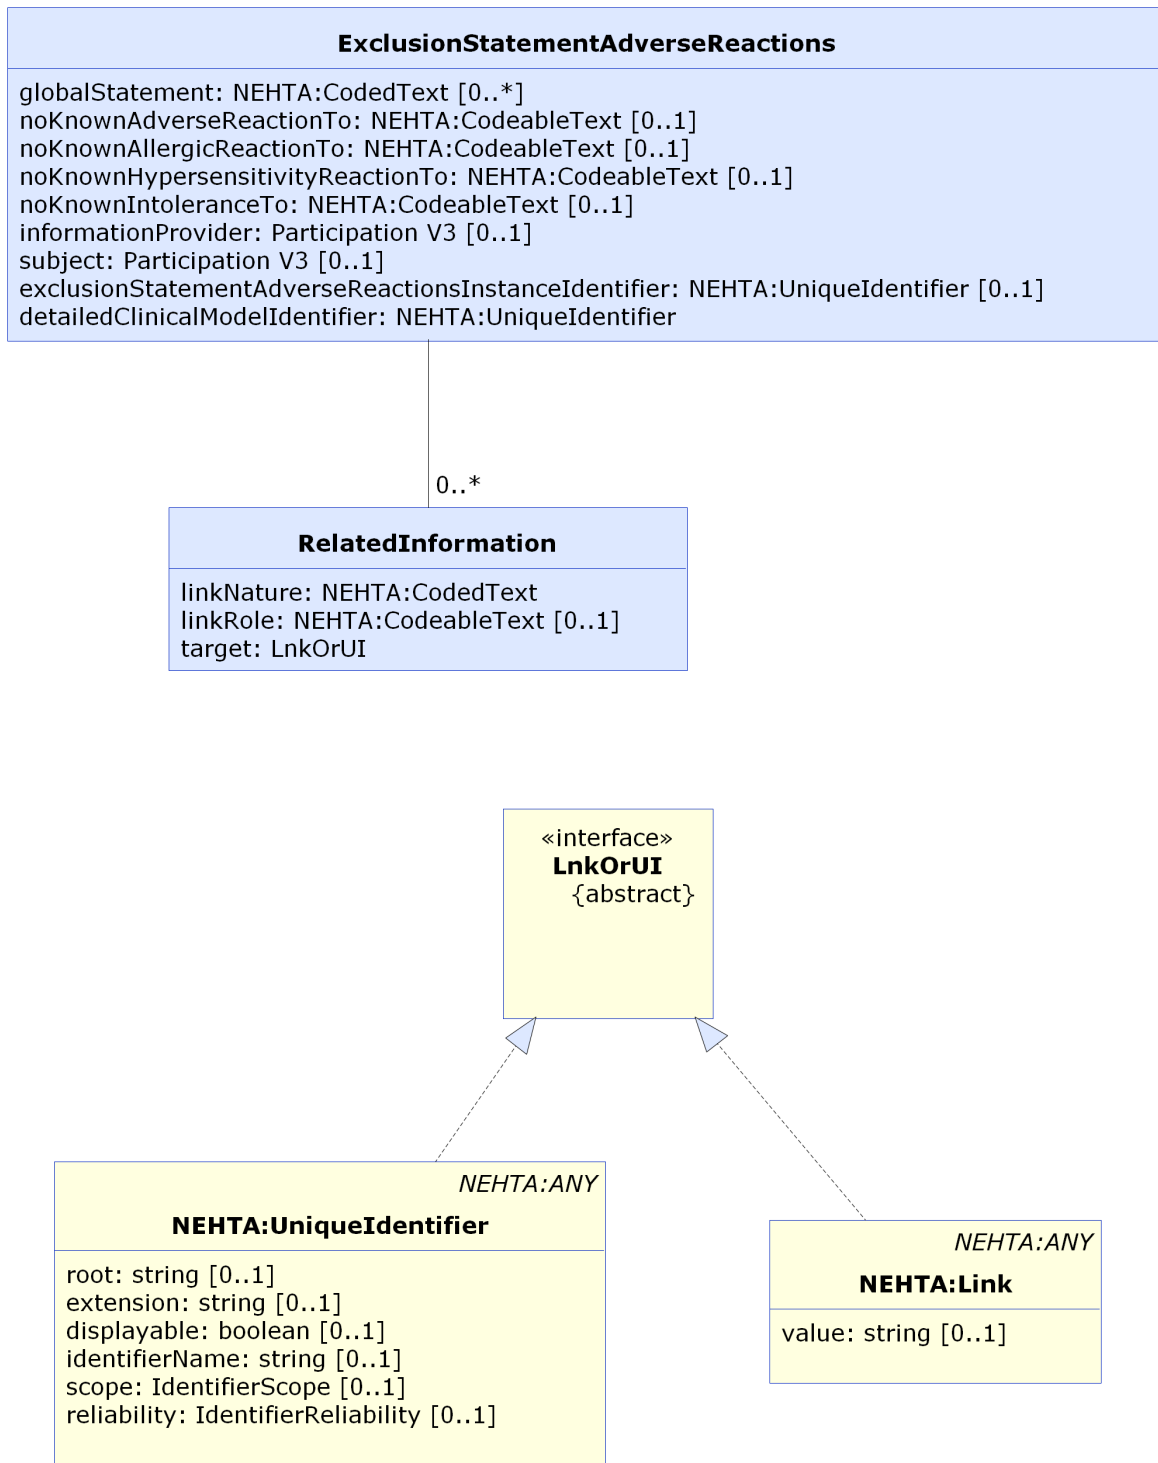 ExclusionStatementAdverseReactions
globalStatement: NEHTA:CodedText [0..*]
noKnownAdverseReactionTo: NEHTA:CodeableText [0..1]
noKnownAllergicReactionTo: NEHTA:CodeableText [0..1]
noKnownHypersensitivityReactionTo: NEHTA:CodeableText [0..1]
noKnownIntoleranceTo: NEHTA:CodeableText [0..1]
informationProvider: Participation V3 [0..1]
subject: Participation V3 [0..1]
exclusionStatementAdverseReactionsInstanceIdentifier: NEHTA:UniqueIdentifier [0..1]
detailedClinicalModelIdentifier: NEHTA:UniqueIdentifier
0..*
RelatedInformation
linkNature: NEHTA:CodedText
linkRole: NEHTA:CodeableText [0..1]
target: LnkOrUI
«interface»
LnkOrUI
{abstract}
NEHTA:ANY
NEHTA:UniqueIdentifier
root: string [0..1]
extension: string [0..1]
displayable: boolean [0..1]
identifierName: string [0..1]
scope: IdentifierScope [0..1]
reliability: IdentifierReliability [0..1]
NEHTA:ANY
NEHTA:Link
value: string [0..1]